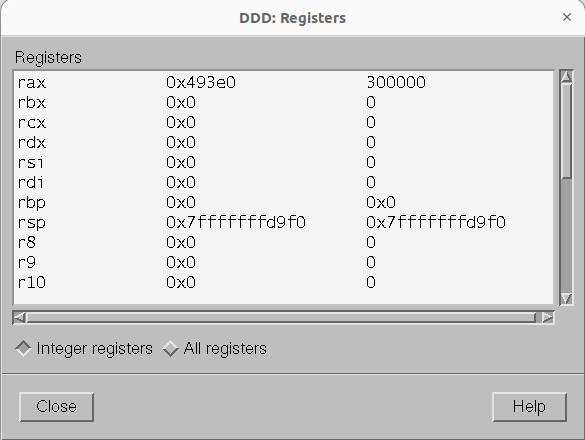 DDD: Registers
Registers
rax 0x493e0 300000
rbx 0x0 0
rcx 0x0 0
rdx 0x0 0
rsi 0x0 0
rdi 0x0 0
rbp 0x0 0x0
rsp 0x7fffffffd9f0 0x7fffffffd9f0
r8 0x0 0
r9 0x0 0
r10 0x0 0
Integer registers All registers
Close Help